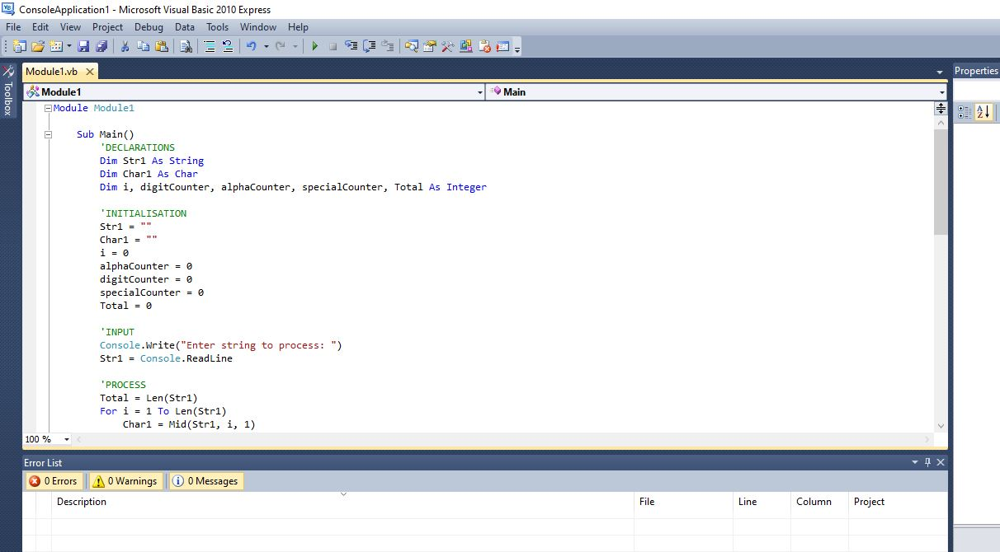 ConsoleApplication1 - Microsoft Visual Basic 2010 Express
File Edit View Project Debug Data Tools Window Help
Toolbox
Module1.vb
Properties
Module1 Main
Module Module1
Sub Main()
'DECLARATIONS
Dim Str1 As String
Dim Char1 As Char
Dim i, digitCounter, alphaCounter, specialCounter, Total As Integer
'INITIALISATION
Str1 = ""
Char1 = ""
i = 0
alphaCounter = 0
digitCounter = 0
specialCounter = 0
Total = 0
'INPUT
Console.Write("Enter string to process: ")
Str1 = Console.ReadLine
'PROCESS
Total = Len(Str1)
For i = 1 To Len(Str1)
Char1 = Mid(Str1, i, 1)
100 %
Error List
0 Errors 0 Warnings 0 Messages
Description File Line Column Project